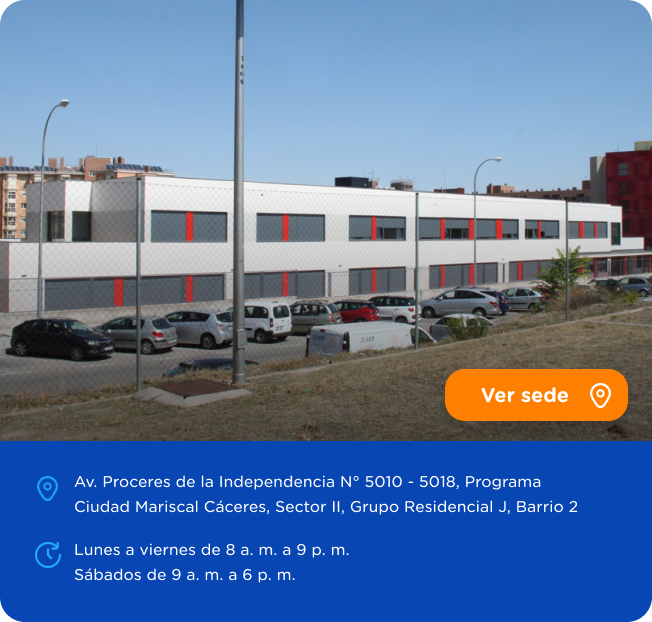 Ver sede
Av. Proceres de la Independencia N° 5010 - 5018, Programa
Ciudad Mariscal Cáceres, Sector II, Grupo Residencial J, Barrio 2
Lunes a viernes de 8 a. m. a 9 p. m.
Sábados de 9 a. m. a 6 p. m.